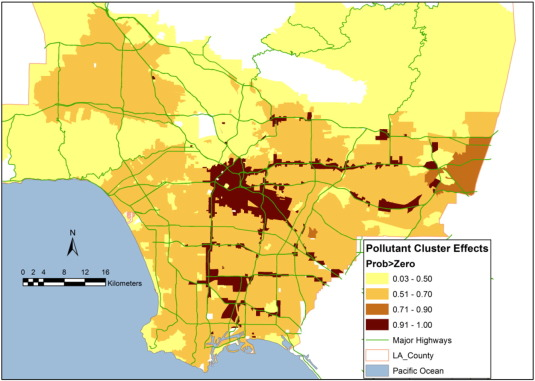 N
0 2 4 8 12 16
Kilometers
Pollutant Cluster Effects
Prob>Zero
0.03 - 0.50
0.51 - 0.70
0.71 - 0.90
0.91 - 1.00
Major Highways
LA_County
Pacific Ocean